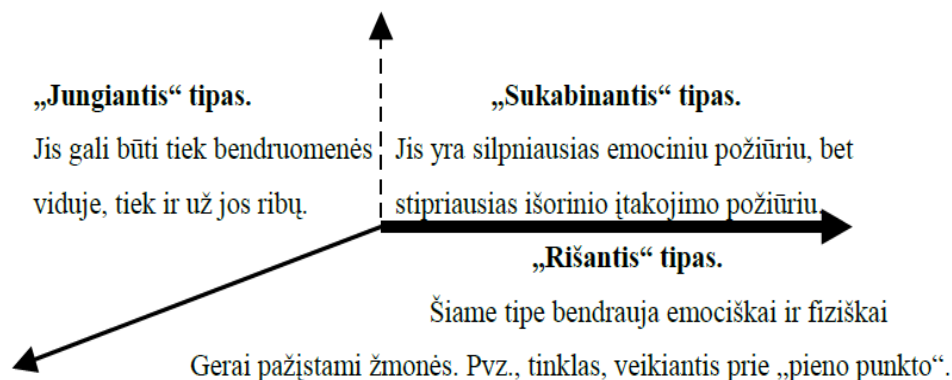 „Jungiantis“ tipas.
Jis gali būti tiek bendruomenės
viduje, tiek ir už jos ribų.
„Sukabinantis“ tipas.
Jis yra silpniausias emociniu požiūriu, bet
stipriausias išorinio įtakojimo požiūriu.
„Rišantis“ tipas.
Šiame tipe bendrauja emociškai ir fiziškai
Gerai pažįstami žmonės. Pvz., tinklas, veikiantis prie „pieno punkto“.